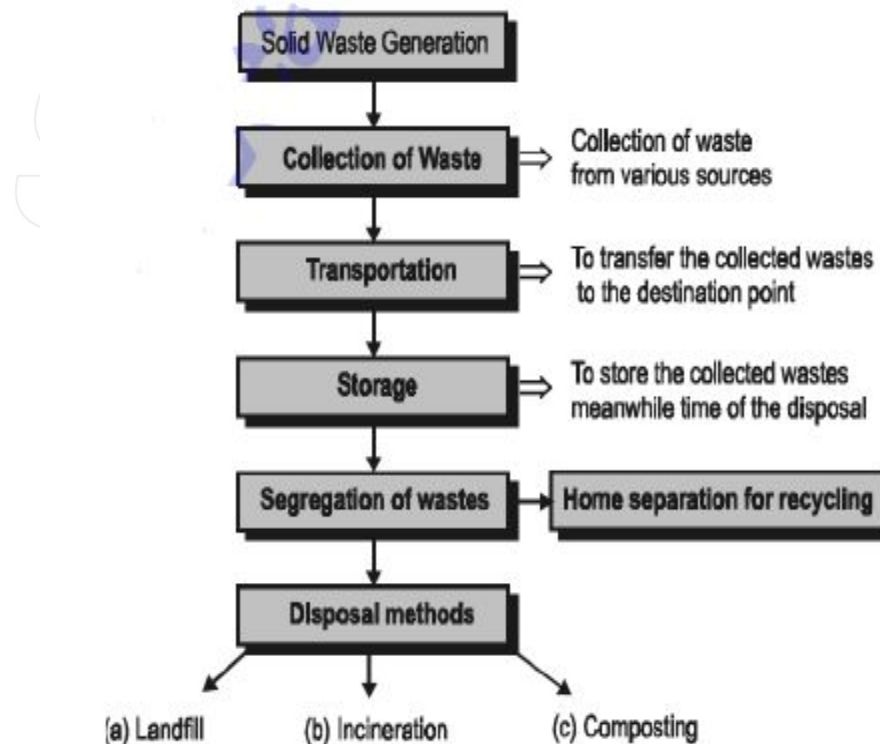 Solid Waste Generation
Collection of Waste
Collection of waste
from various sources
Transportation
To transfer the collected wastes
to the destination point
Storage
To store the collected wastes
meanwhile time of the disposal
Segregation of wastes
Home separation for recycling
Disposal methods
(a) Landfill
(b) Incineration
(c) Composting